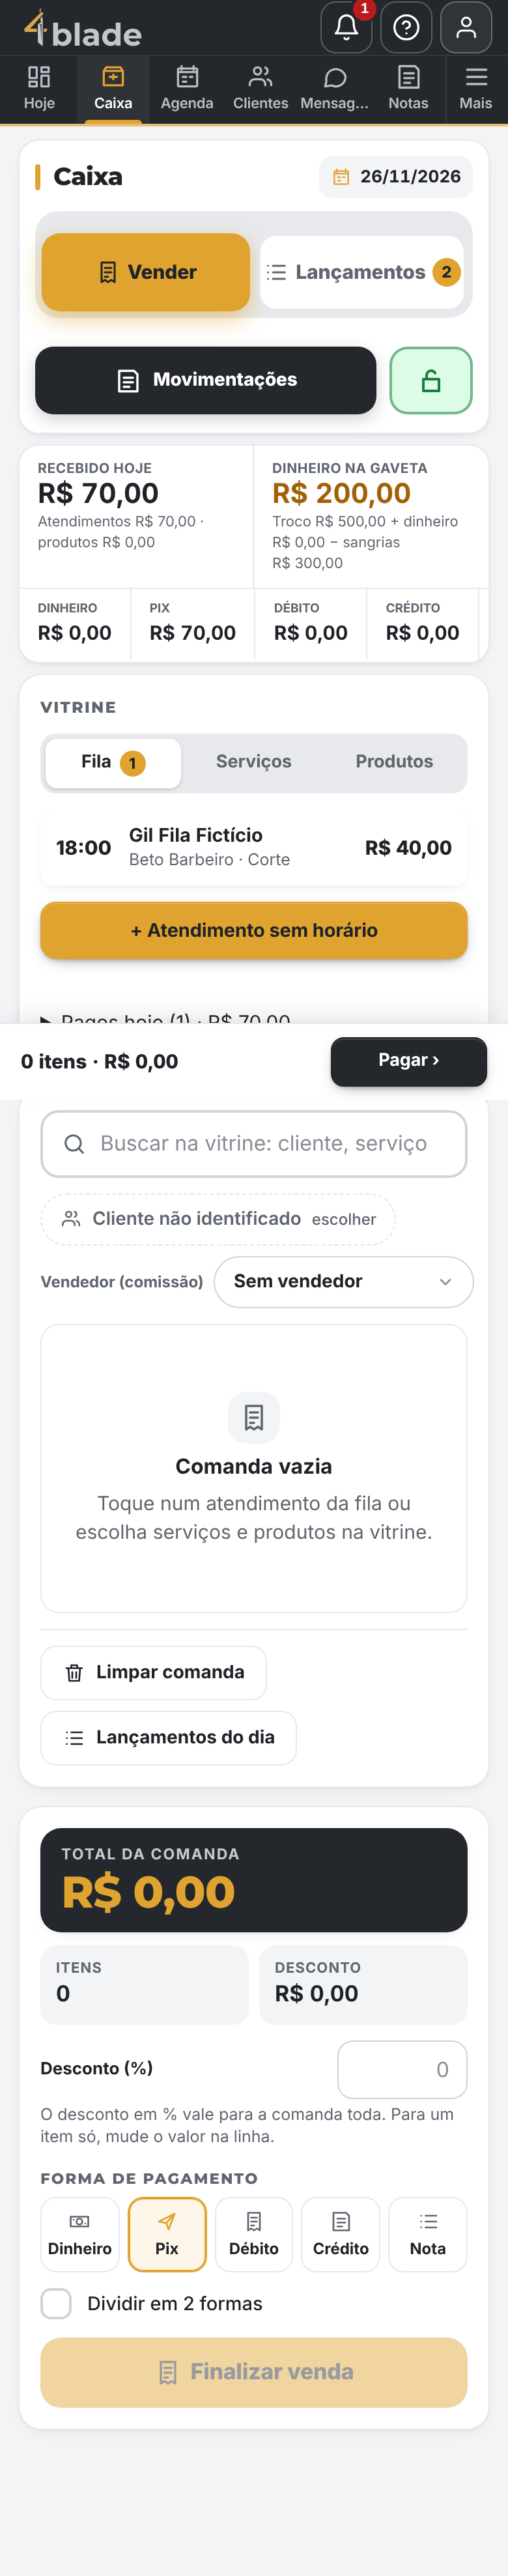 4blade
1
Hoje
Caixa
Agenda
Clientes
Mensag...
Notas
Mais
Caixa
26/11/2026
Vender
Lançamentos 2
Movimentações
RECEBIDO HOJE
R$ 70,00
Atendimentos R$ 70,00 ·
produtos R$ 0,00
DINHEIRO NA GAVETA
R$ 200,00
Troco R$ 500,00 + dinheiro
R$ 0,00 − sangrias
R$ 300,00
DINHEIRO
R$ 0,00
PIX
R$ 70,00
DÉBITO
R$ 0,00
CRÉDITO
R$ 0,00
VITRINE
Fila 1
Serviços
Produtos
18:00
Gil Fila Fictício
Beto Barbeiro · Corte
R$ 40,00
+ Atendimento sem horário
Pagos hoje (1) · R$ 70,00
0 itens · R$ 0,00
Pagar ›
Buscar na vitrine: cliente, serviço
Cliente não identificado escolher
Vendedor (comissão)
Sem vendedor
Comanda vazia
Toque num atendimento da fila ou
escolha serviços e produtos na vitrine.
Limpar comanda
Lançamentos do dia
TOTAL DA COMANDA
R$ 0,00
ITENS
0
DESCONTO
R$ 0,00
Desconto (%)
0
O desconto em % vale para a comanda toda. Para um
item só, mude o valor na linha.
FORMA DE PAGAMENTO
Dinheiro
Pix
Débito
Crédito
Nota
Dividir em 2 formas
Finalizar venda